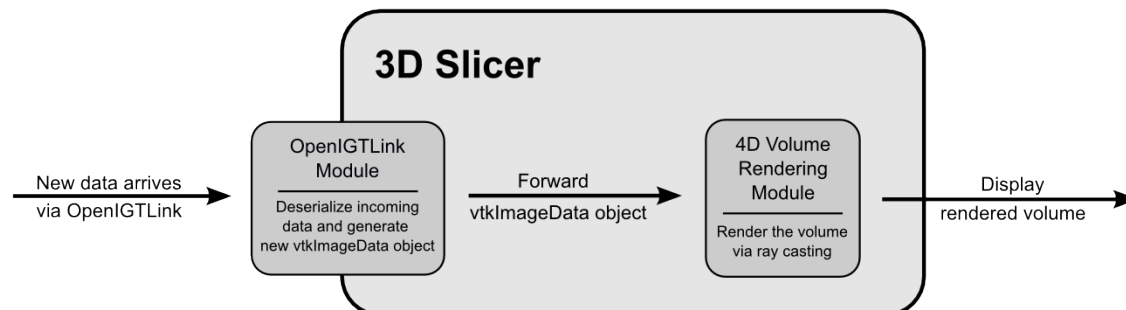 3D Slicer
New data arrives
via OpenIGTLink
OpenIGTLink
Module
Deserialize incoming
data and generate
new vtkImageData object
Forward
vtkImageData object
4D Volume
Rendering
Module
Render the volume
via ray casting
Display
rendered volume